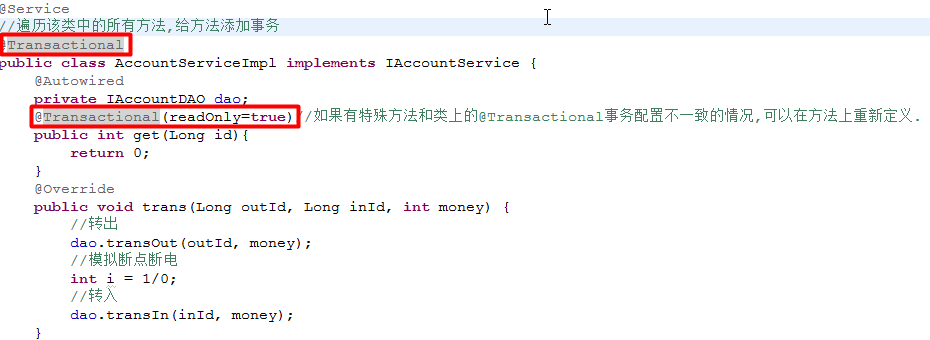 @Service
//遍历该类中的所有方法,给方法添加事务
@Transactional
public class AccountServiceImpl implements IAccountService {
@Autowired
private IAccountDAO dao;
@Transactional(readOnly=true)//如果有特殊方法和类上的@Transactional事务配置不一致的情况,可以在方法上重新定义.
public int get(Long id){
return 0;
}
@Override
public void trans(Long outId, Long inId, int money) {
//转出
dao.transOut(outId, money);
//模拟断点断电
int i = 1/0;
//转入
dao.transIn(inId, money);
}